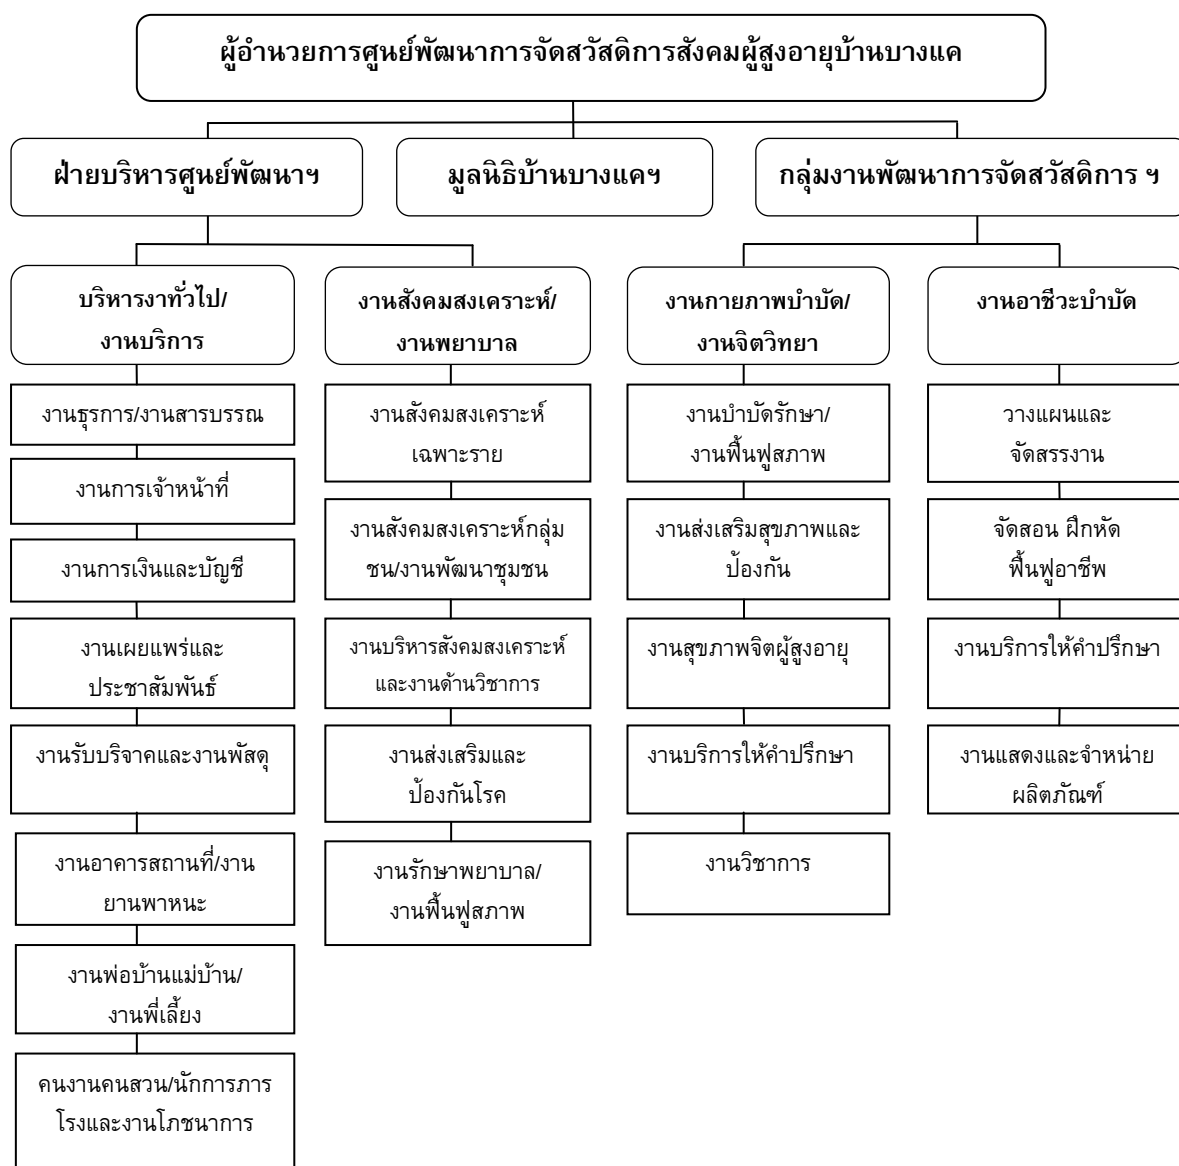 ผู้อำนวยการศูนย์พัฒนาการจัดสวัสดิการสังคมผู้สูงอายุบ้านบางแค
ฝ่ายบริหารศูนย์พัฒนาฯ
มูลนิธิบ้านบางแคฯ
กลุ่มงานพัฒนาการจัดสวัสดิการ ฯ
บริหารงาทั่วไป/
งานบริการ
งานสังคมสงเคราะห์/
งานพยาบาล
งานกายภาพบำบัด/
งานจิตวิทยา
งานอาชีวะบำบัด
งานธุรการ/งานสารบรรณ
งานการเจ้าหน้าที่
งานการเงินและบัญชี
งานเผยแพร่และ
ประชาสัมพันธ์
งานรับบริจาคและงานพัสดุ
งานอาคารสถานที่/งาน
ยานพาหนะ
งานพ่อบ้านแม่บ้าน/
งานพี่เลี้ยง
คนงานคนสวน/นักการภาร
โรงและงานโภชนาการ
งานสังคมสงเคราะห์
เฉพาะราย
งานสังคมสงเคราะห์กลุ่ม
ชน/งานพัฒนาชุมชน
งานบริหารสังคมสงเคราะห์
และงานด้านวิชาการ
งานส่งเสริมและ
ป้องกันโรค
งานรักษาพยาบาล/
งานฟื้นฟูสภาพ
งานบำบัดรักษา/
งานฟื้นฟูสภาพ
งานส่งเสริมสุขภาพและ
ป้องกัน
งานสุขภาพจิตผู้สูงอายุ
งานบริการให้คำปรึกษา
งานวิชาการ
วางแผนและ
จัดสรรงาน
จัดสอน ฝึกหัด
ฟื้นฟูอาชีพ
งานบริการให้คำปรึกษา
งานแสดงและจำหน่าย
ผลิตภัณฑ์